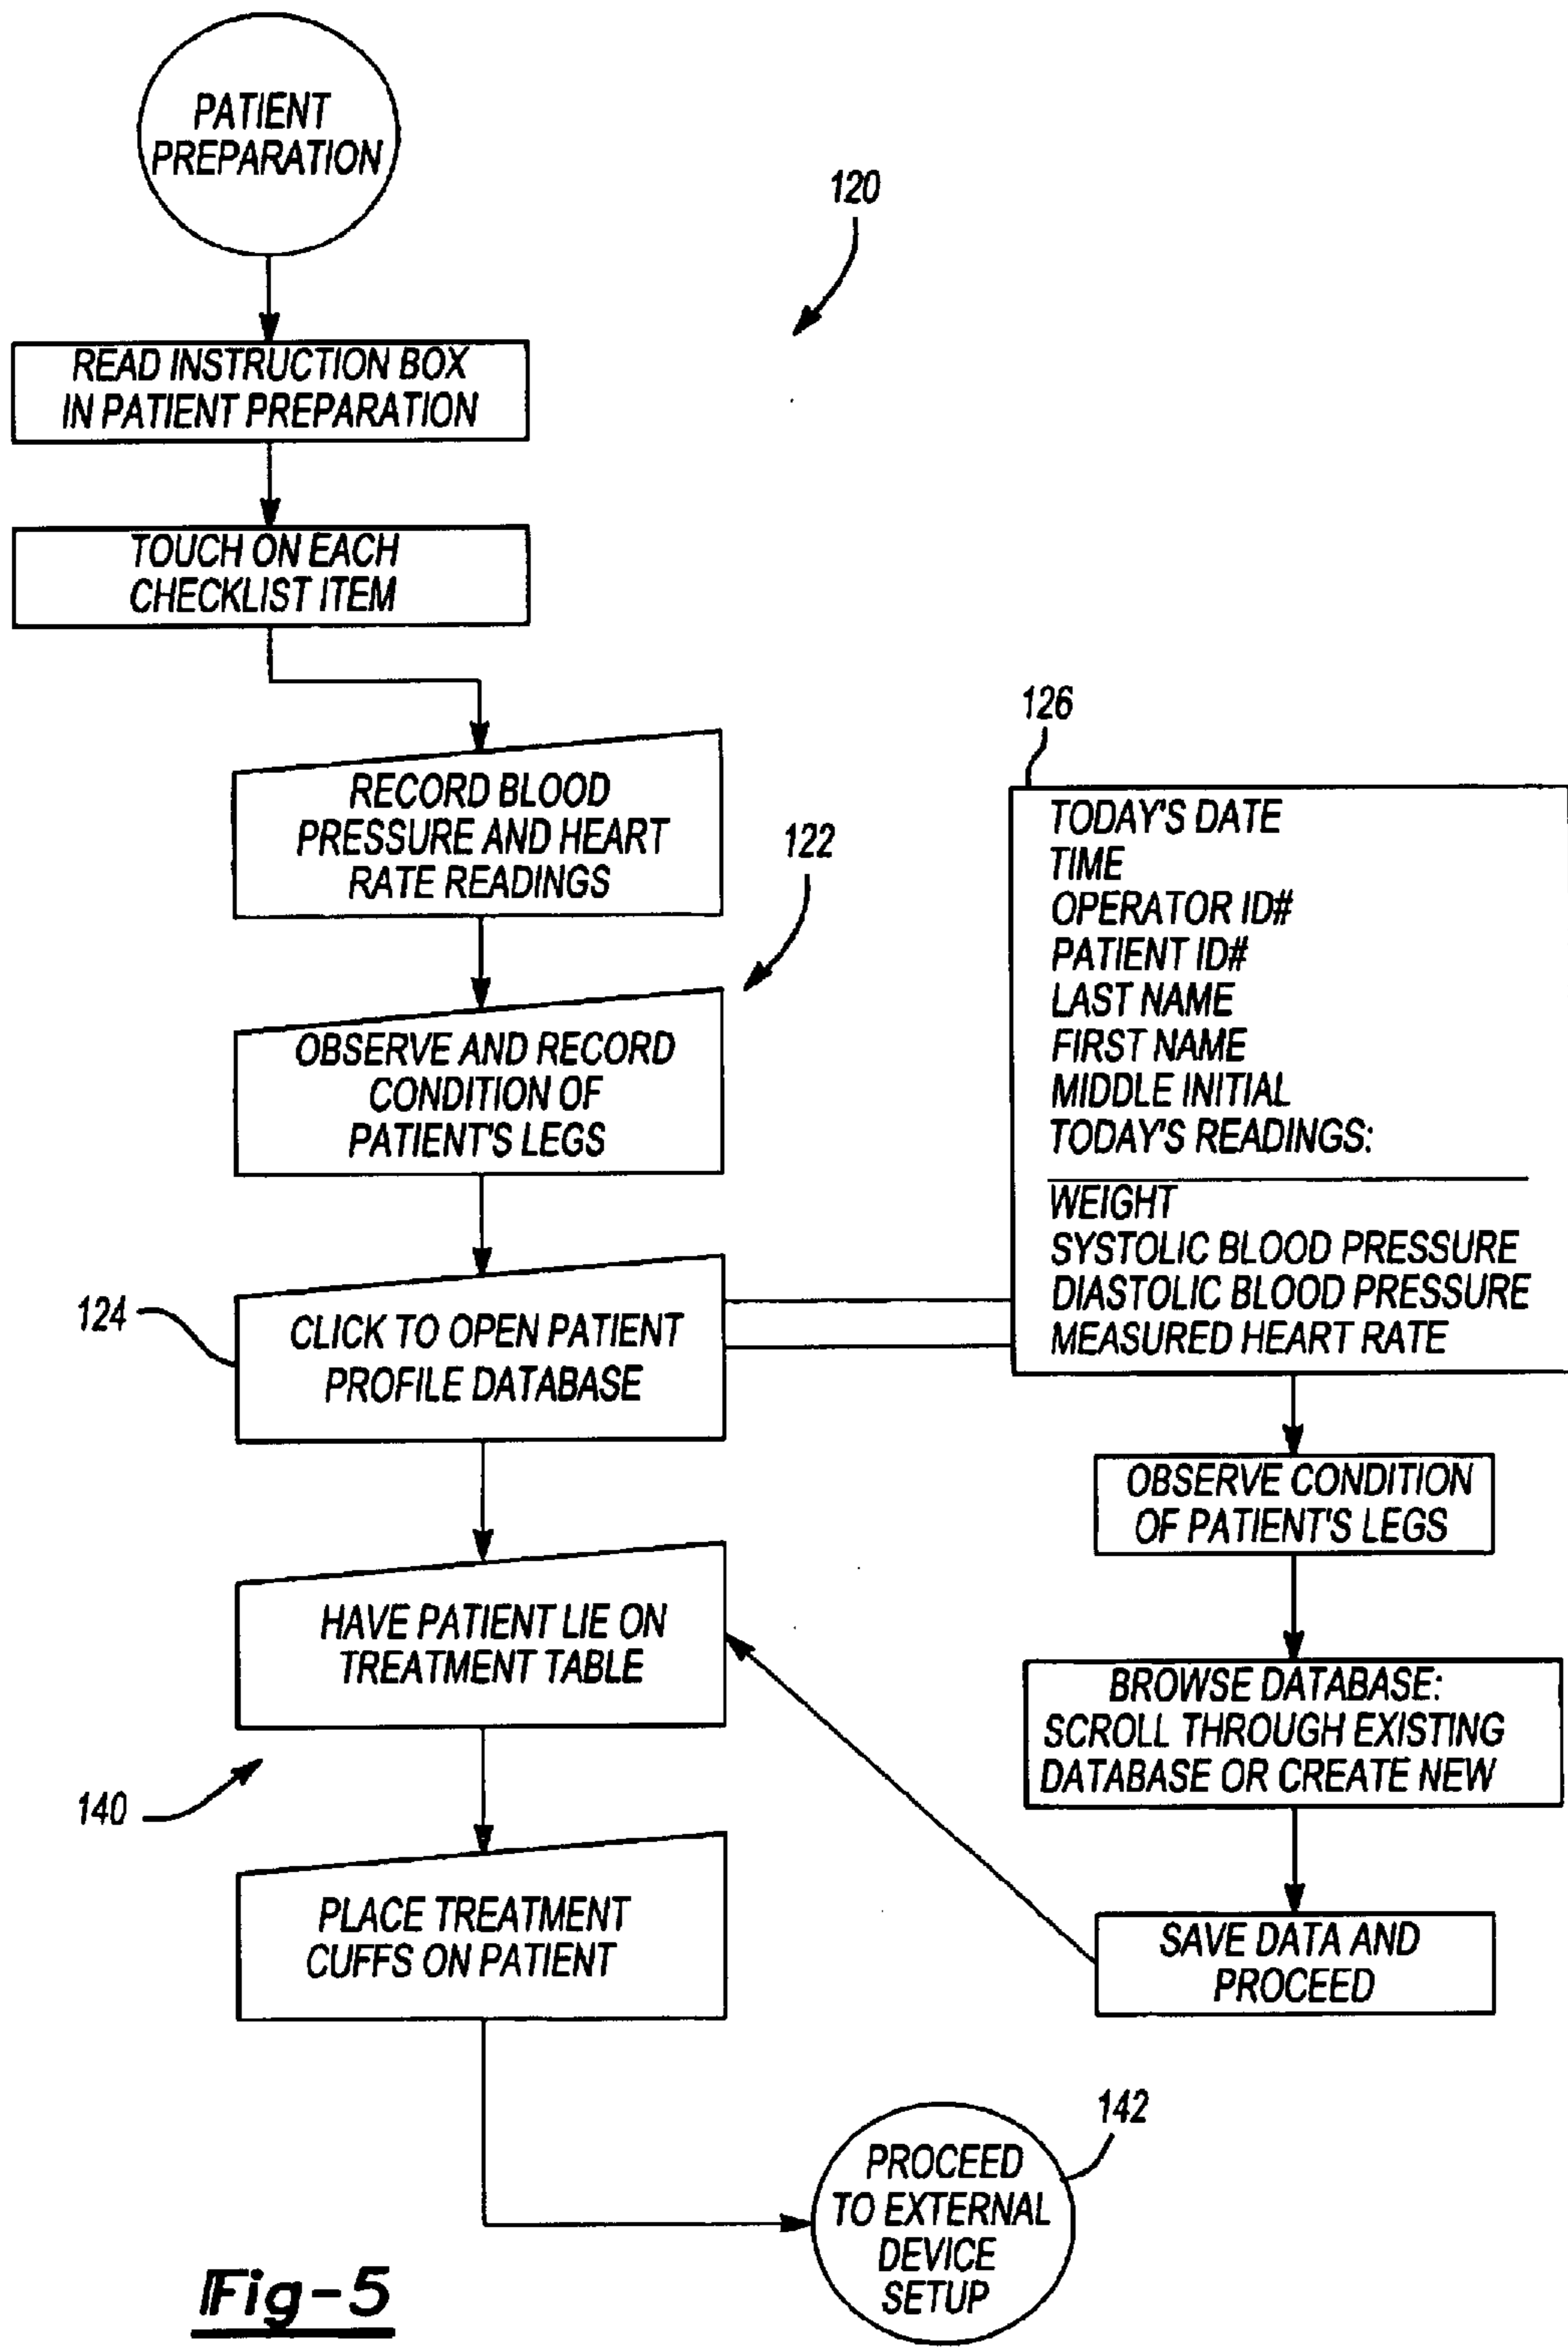 PATIENT
PREPARATION
120
READ INSTRUCTION BOX
IN PATIENT PREPARATION
TOUCH ON EACH
CHECKLIST ITEM
RECORD BLOOD
PRESSURE AND HEART
RATE READINGS
122
OBSERVE AND RECORD
CONDITION OF
PATIENT'S LEGS
124
CLICK TO OPEN PATIENT
PROFILE DATABASE
126
TODAY'S DATE
TIME
OPERATOR ID#
PATIENT ID#
LAST NAME
FIRST NAME
MIDDLE INITIAL
TODAY'S READINGS:
WEIGHT
SYSTOLIC BLOOD PRESSURE
DIASTOLIC BLOOD PRESSURE
MEASURED HEART RATE
OBSERVE CONDITION
OF PATIENT'S LEGS
BROWSE DATABASE:
SCROLL THROUGH EXISTING
DATABASE OR CREATE NEW
SAVE DATA AND
PROCEED
HAVE PATIENT LIE ON
TREATMENT TABLE
140
PLACE TREATMENT
CUFFS ON PATIENT
142
PROCEED
TO EXTERNAL
DEVICE
SETUP
Fig-5